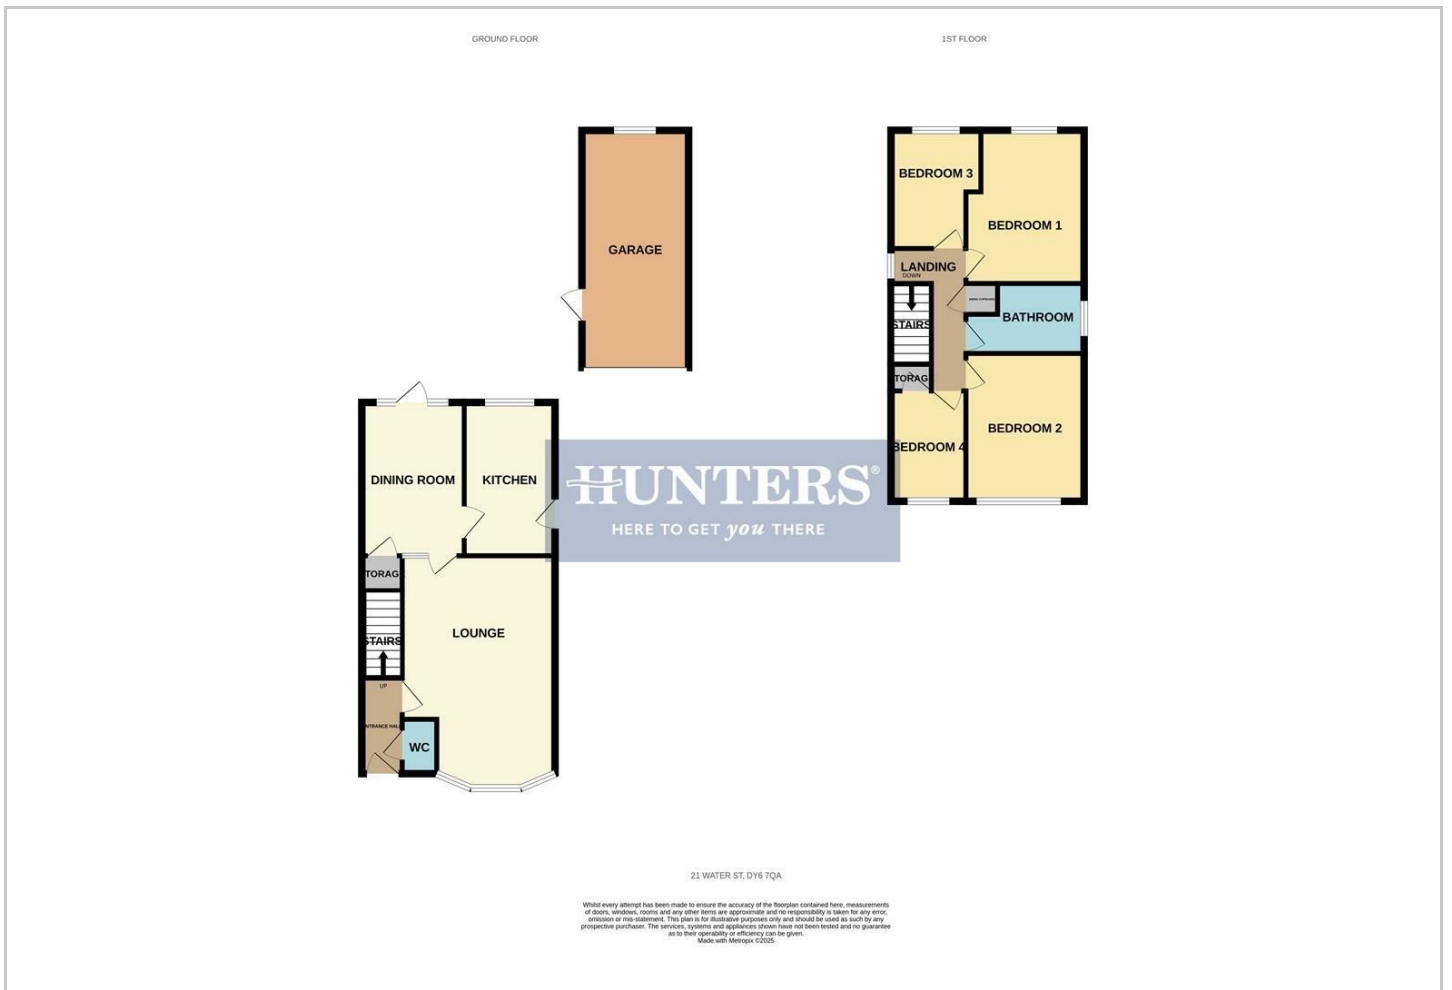 GROUND FLOOR
1ST FLOOR
GARAGE
BEDROOM 3
BEDROOM 1
LANDING
DOWN
STAIRS
BATHROOM
TORAG
BEDROOM 4
BEDROOM 2
DINING ROOM
KITCHEN
HUNTERS®
HERE TO GET you THERE
TORAG
STAIRS
LOUNGE
UP
NTRANCE HAL
WC
21 WATER ST, DY6 7QA
Whilst every attempt has been made to ensure the accuracy of the floorplan contained here, measurements
of doors, windows, rooms and any other items are approximate and no responsibility is taken for any error,
omission or mis-statement. This plan is for illustrative purposes only and should be used as such by any
prospective purchaser. The services, systems and appliances shown have not been tested and no guarantee
as to their operability or efficiency can be given.
Made with Metropix ©2025